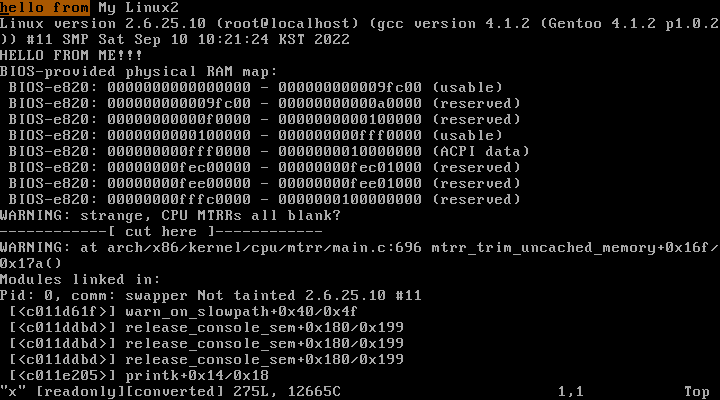 hello from My Linux2
Linux version 2.6.25.10 (root@localhost) (gcc version 4.1.2 (Gentoo 4.1.2 p1.0.2
)) #11 SMP Sat Sep 10 10:21:24 KST 2022
HELLO FROM ME!!!
BIOS-provided physical RAM map:
 BIOS-e820: 0000000000000000 - 000000000009fc00 (usable)
 BIOS-e820: 000000000009fc00 - 00000000000a0000 (reserved)
 BIOS-e820: 00000000000f0000 - 0000000000100000 (reserved)
 BIOS-e820: 0000000000100000 - 000000000fff0000 (usable)
 BIOS-e820: 000000000fff0000 - 0000000010000000 (ACPI data)
 BIOS-e820: 00000000fec00000 - 00000000fec01000 (reserved)
 BIOS-e820: 00000000fee00000 - 00000000fee01000 (reserved)
 BIOS-e820: 00000000fffc0000 - 0000000100000000 (reserved)
WARNING: strange, CPU MTRRs all blank?
------------[ cut here ]------------
WARNING: at arch/x86/kernel/cpu/mtrr/main.c:696 mtrr_trim_uncached_memory+0x16f/
0x17a()
Modules linked in:
Pid: 0, comm: swapper Not tainted 2.6.25.10 #11
 [<c011d61f>] warn_on_slowpath+0x40/0x4f
 [<c011ddbd>] release_console_sem+0x180/0x199
 [<c011ddbd>] release_console_sem+0x180/0x199
 [<c011ddbd>] release_console_sem+0x180/0x199
 [<c011e205>] printk+0x14/0x18
"x" [readonly][converted] 275L, 12665C 1,1 Top